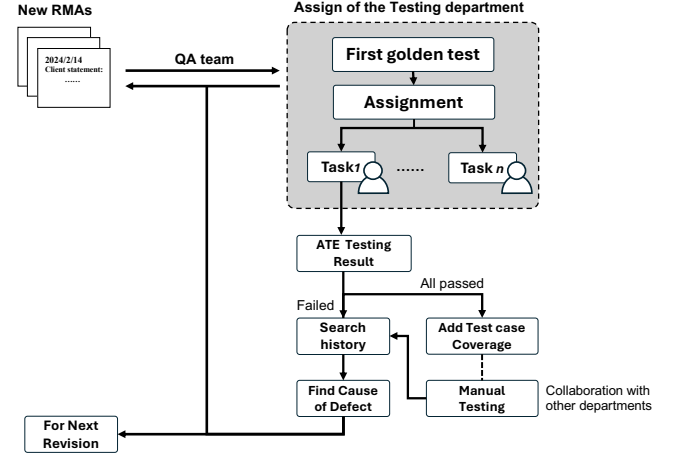 New RMAs
Assign of the Testing department
2024/2/14
Client statement:
......
QA team
First golden test
Assignment
Task1
......
Task n
ATE Testing
Result
All passed
Failed
Search
history
Add Test case
Coverage
Find Cause
of Defect
Manual
Testing
Collaboration with
other departments
For Next
Revision